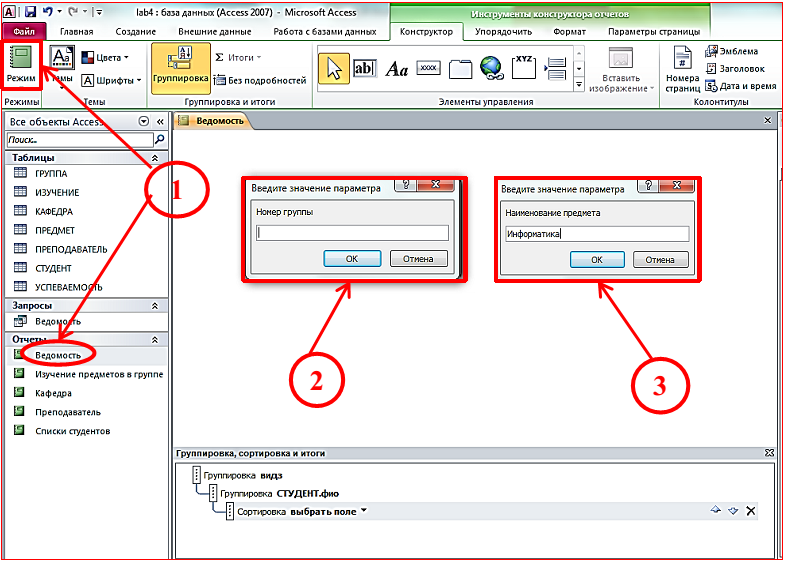 lab4 : база данных (Access 2007) - Microsoft Access
Инструменты конструктора отчетов
Файл Главная Создание Внешние данные Работа с базами данных Конструктор Упорядочить Формат Параметры страницы
Режим
Режимы
Темы
Цвета
Шрифты
Темы
Группировка
Σ Итоги
Без подробностей
Группировка и итоги
ab|
Aa
xxxx
XYZ
Элементы управления
Вставить
изображение
Номера
страниц
Эмблема
Заголовок
Дата и время
Колонтитулы
Все объекты Access
Поиск...
Таблицы
ГРУППА
ИЗУЧЕНИЕ
КАФЕДРА
ПРЕДМЕТ
ПРЕПОДАВАТЕЛЬ
СТУДЕНТ
УСПЕВАЕМОСТЬ
Запросы
Ведомость
Отчеты
Ведомость
Изучение предметов в группе
Кафедра
Преподаватель
Списки студентов
1
Ведомость
Введите значение параметра
Номер группы
ОК Отмена
2
Введите значение параметра
Наименование предмета
Информатика
ОК Отмена
3
Группировка, сортировка и итоги
Группировка видз
Группировка СТУДЕНТ.фио
Сортировка выбрать поле